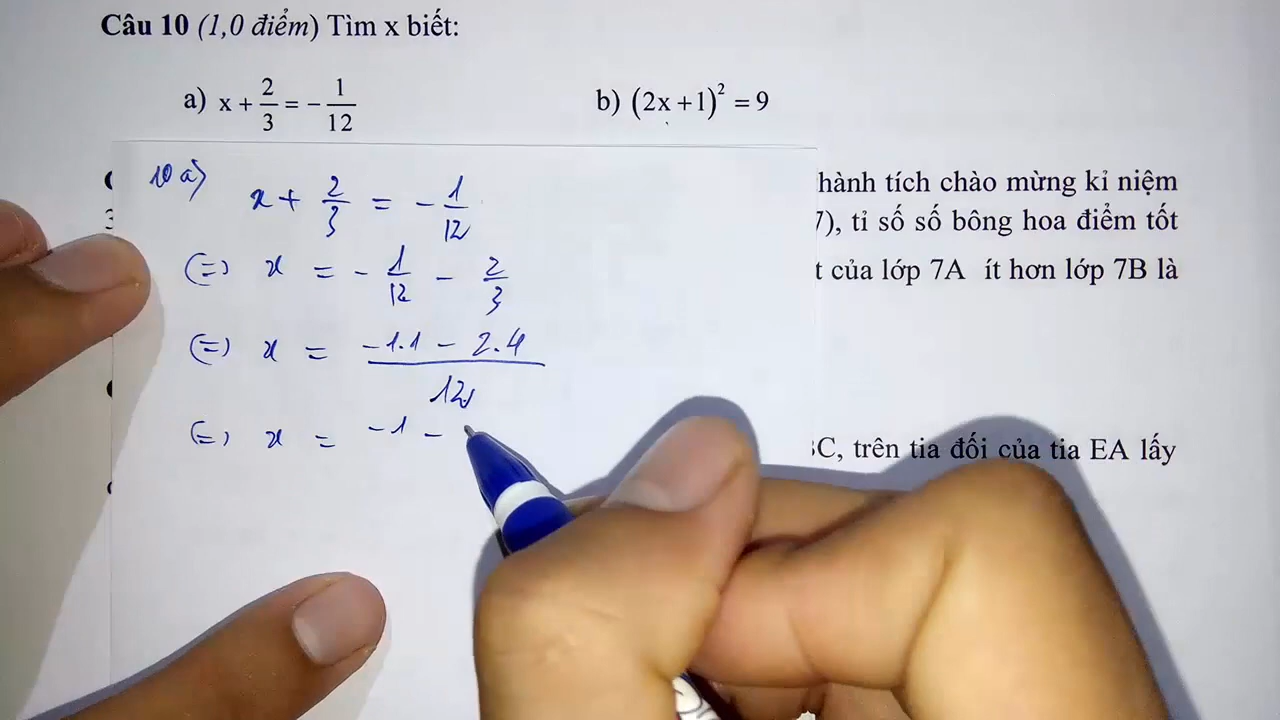 Câu 10 (1,0 điểm) Tìm x biết:
a) x + 2/3 = - 1/12
b) (2x+1)² = 9
10 a) x + 2/3 = - 1/12
hành tích chào mừng kỉ niệm
7), tỉ số số bông hoa điểm tốt
(=) x = - 1/12 - 2/3
t của lớp 7A ít hơn lớp 7B là
(=) x = (-1.1 - 2.4)/12
(=) x = -1 -
BC, trên tia đối của tia EA lấy